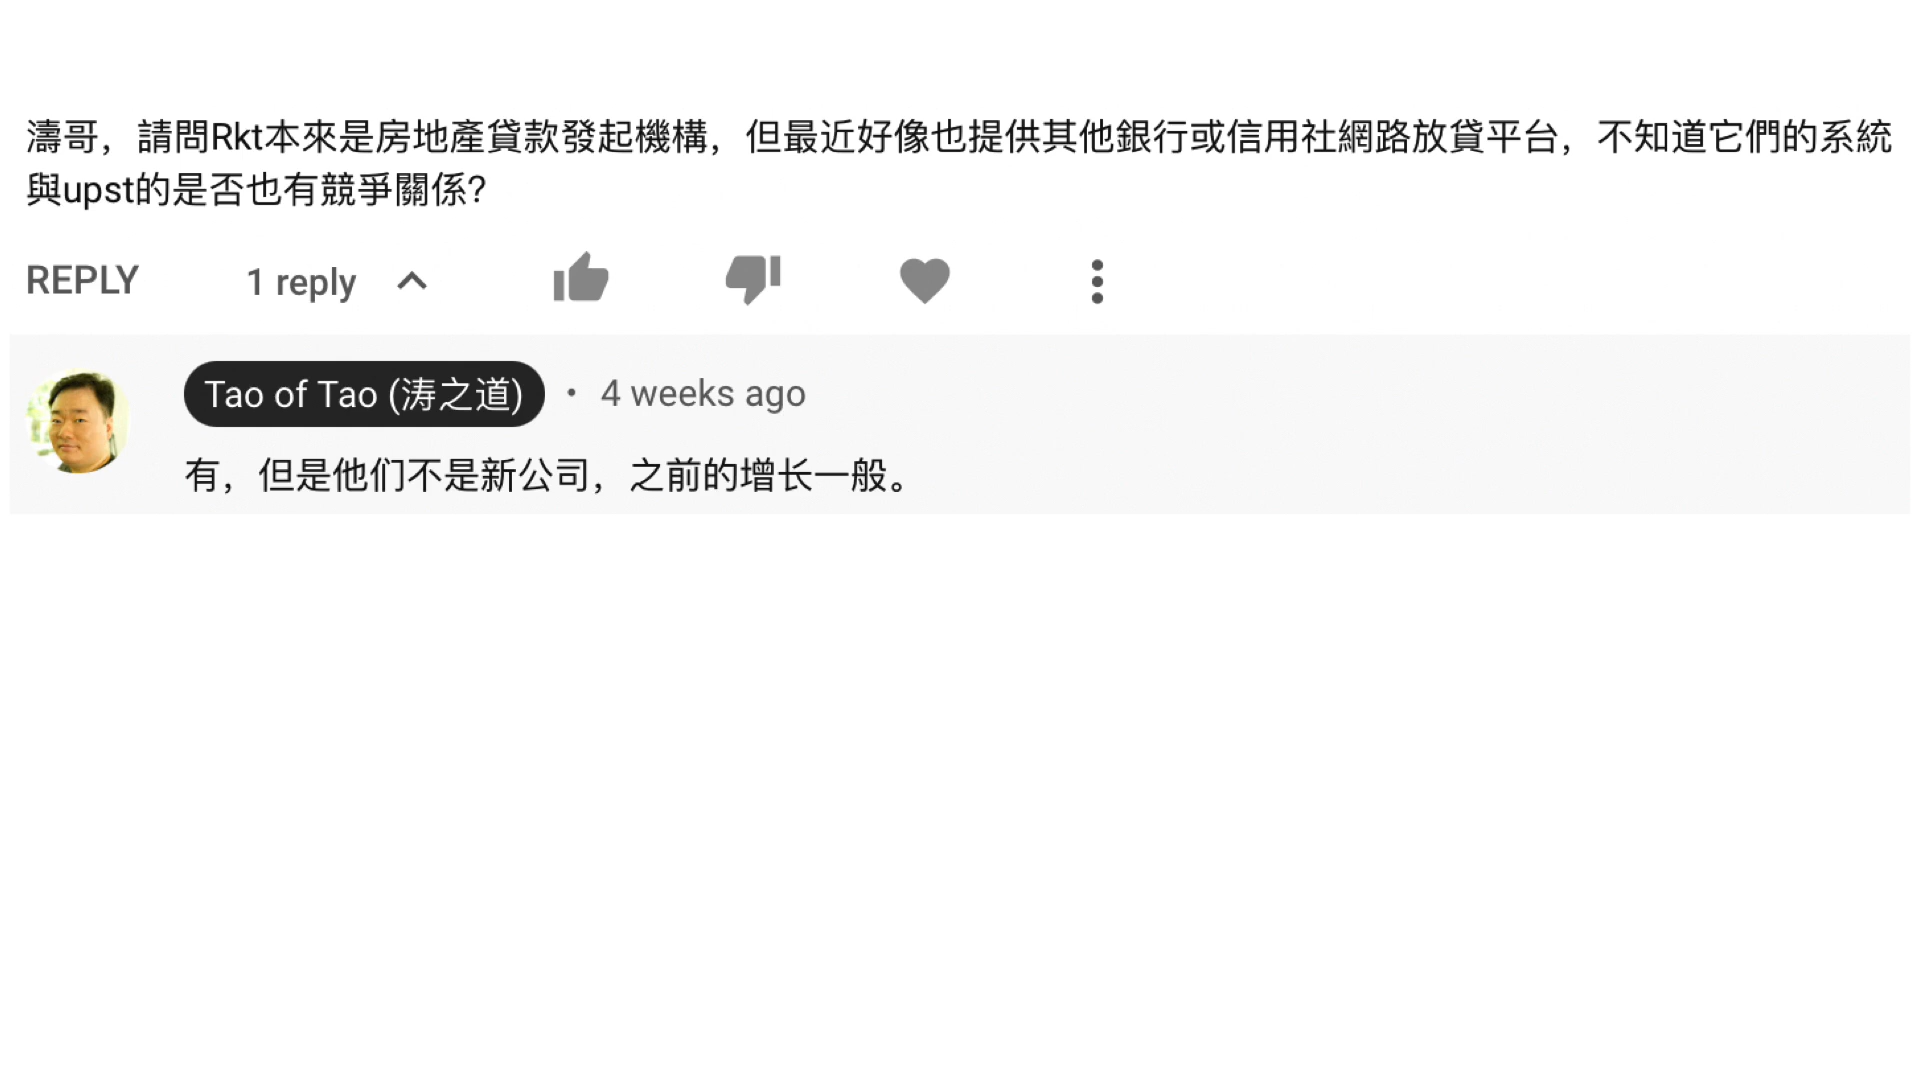 濤哥，請問Rkt本來是房地產貸款發起機構，但最近好像也提供其他銀行或信用社網路放貸平台，不知道它們的系統
與upst的是否也有競爭關係?
REPLY 1 reply
Tao of Tao (涛之道) • 4 weeks ago
有，但是他们不是新公司，之前的增长一般。